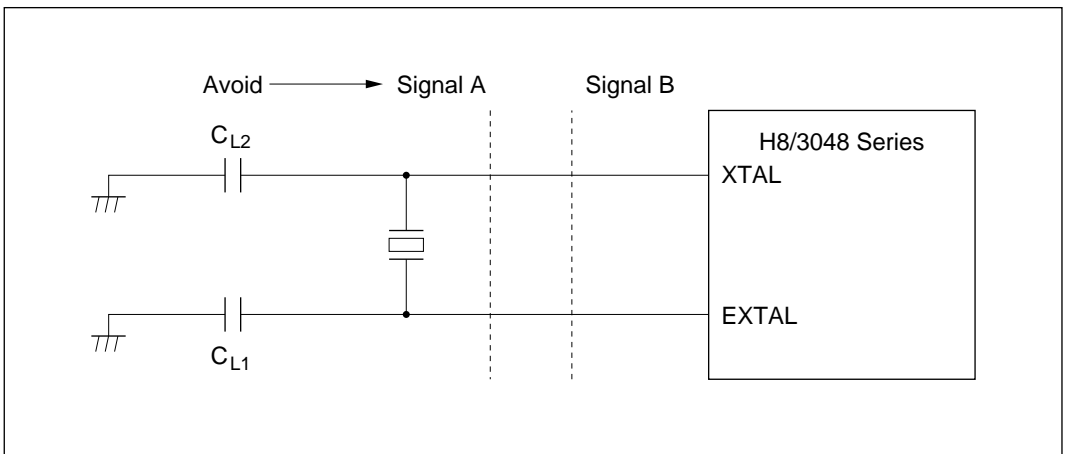 Avoid Signal A Signal B
CL2
H8/3048 Series
XTAL
EXTAL
CL1